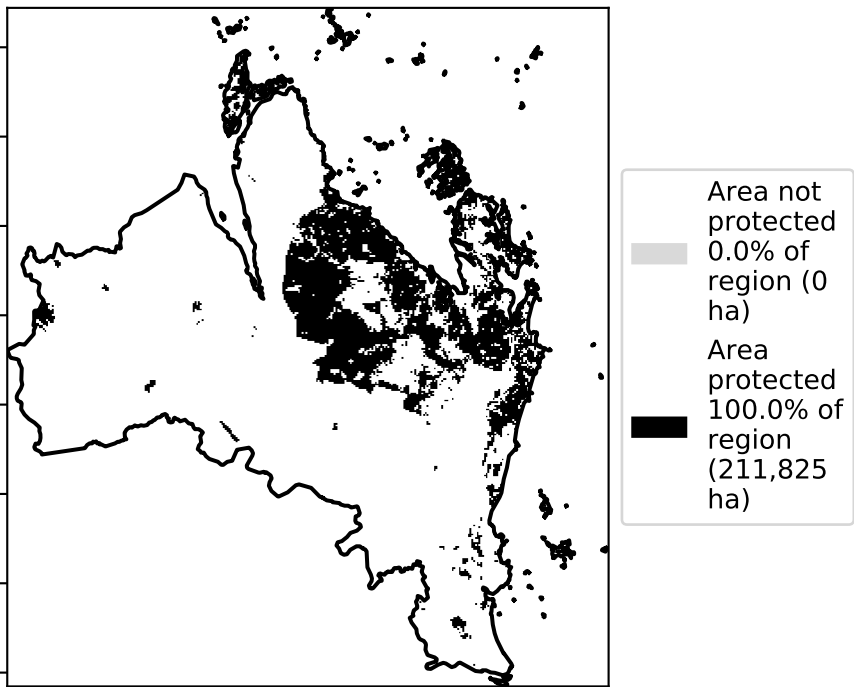 Area not
protected
0.0% of
region (0
ha)
Area
protected
100.0% of
region
(211,825
ha)